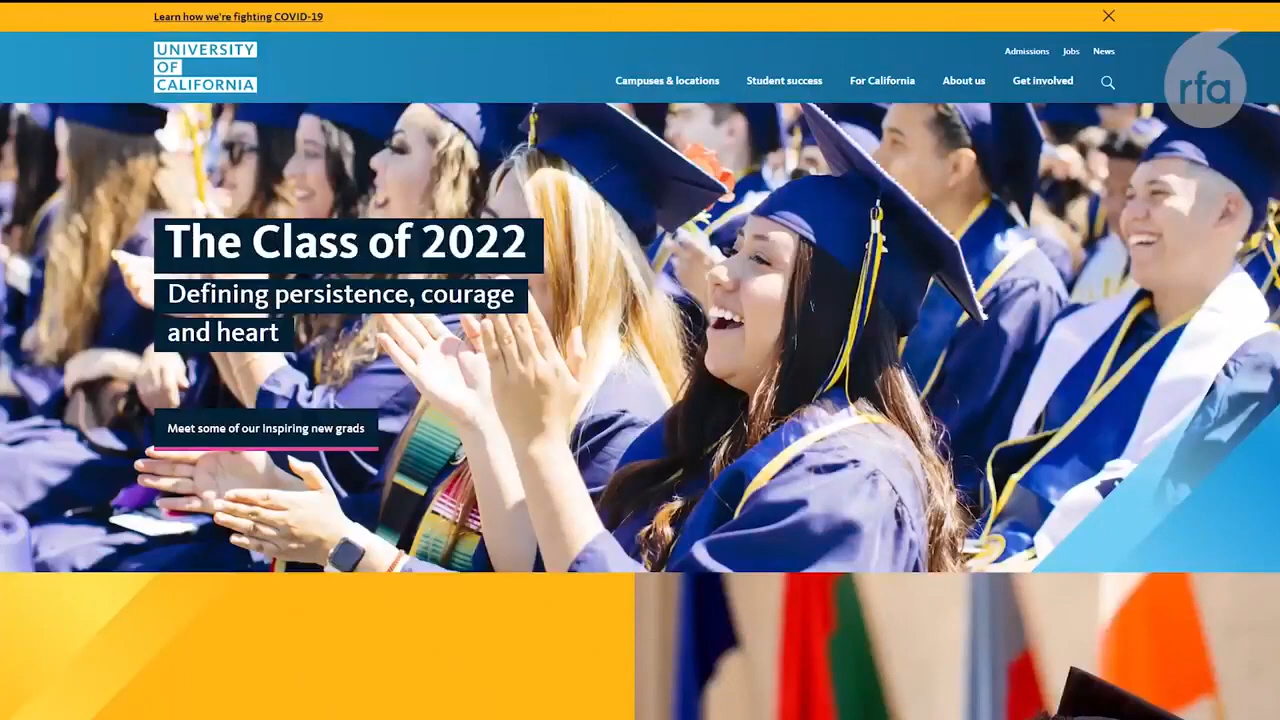 Learn how we're fighting COVID-19
UNIVERSITY
OF
CALIFORNIA
Admissions Jobs News
Campuses & locations Student success For California About us Get involved
rfa
The Class of 2022
Defining persistence, courage
and heart
Meet some of our inspiring new grads